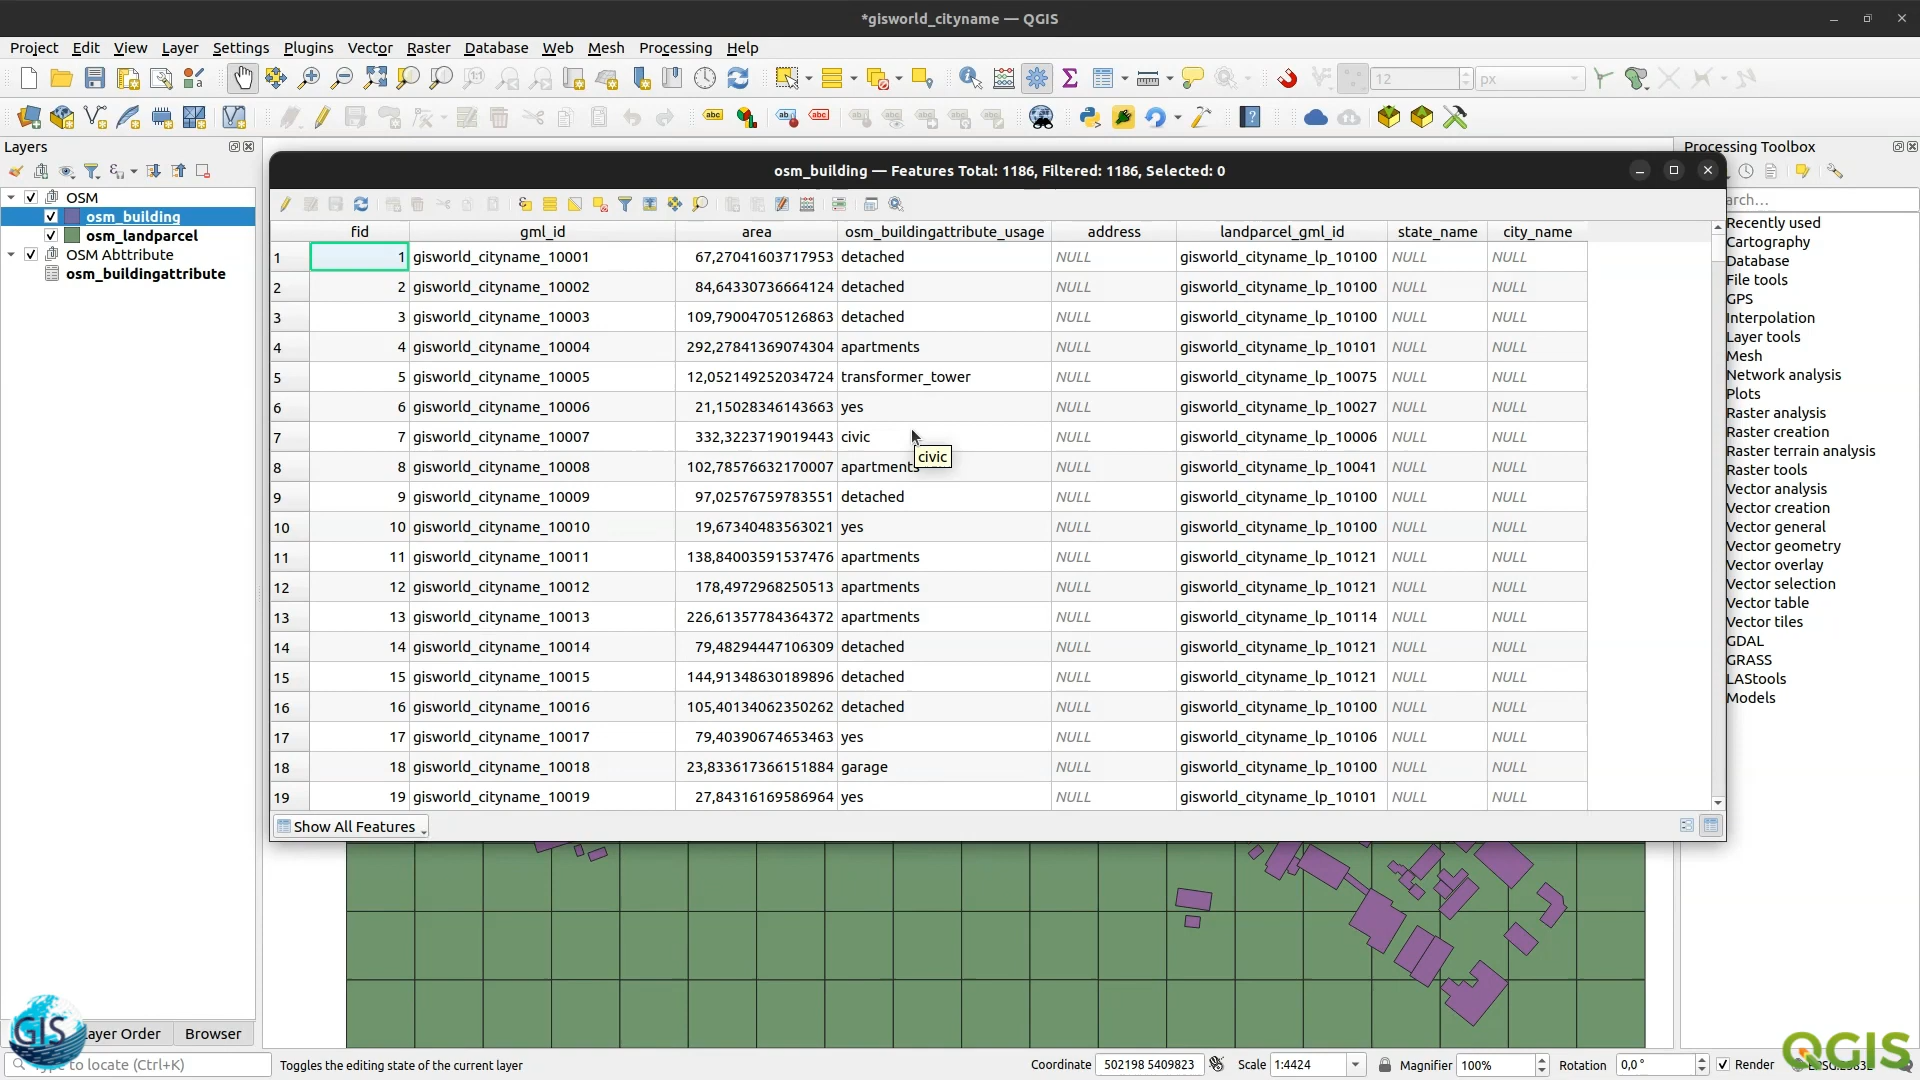 *gisworld_cityname — QGIS
Project Edit View Layer Settings Plugins Vector Raster Database Web Mesh Processing Help
12 px
Layers
Processing Toolbox
osm_building — Features Total: 1186, Filtered: 1186, Selected: 0
arch...
OSM
osm_building
osm_landparcel
OSM Abttribute
osm_buildingattribute
fid gml_id area osm_buildingattribute_usage address landparcel_gml_id state_name city_name
1 1 gisworld_cityname_10001 67,27041603717953 detached NULL gisworld_cityname_lp_10100 NULL NULL
2 2 gisworld_cityname_10002 84,64330736664124 detached NULL gisworld_cityname_lp_10100 NULL NULL
3 3 gisworld_cityname_10003 109,79004705126863 detached NULL gisworld_cityname_lp_10100 NULL NULL
4 4 gisworld_cityname_10004 292,27841369074304 apartments NULL gisworld_cityname_lp_10101 NULL NULL
5 5 gisworld_cityname_10005 12,052149252034724 transformer_tower NULL gisworld_cityname_lp_10075 NULL NULL
6 6 gisworld_cityname_10006 21,15028346143663 yes NULL gisworld_cityname_lp_10027 NULL NULL
7 7 gisworld_cityname_10007 332,3223719019443 civic NULL gisworld_cityname_lp_10006 NULL NULL
civic
8 8 gisworld_cityname_10008 102,78576632170007 apartments NULL gisworld_cityname_lp_10041 NULL NULL
9 9 gisworld_cityname_10009 97,02576759783551 detached NULL gisworld_cityname_lp_10100 NULL NULL
10 10 gisworld_cityname_10010 19,67340483563021 yes NULL gisworld_cityname_lp_10100 NULL NULL
11 11 gisworld_cityname_10011 138,84003591537476 apartments NULL gisworld_cityname_lp_10121 NULL NULL
12 12 gisworld_cityname_10012 178,4972968250513 apartments NULL gisworld_cityname_lp_10121 NULL NULL
13 13 gisworld_cityname_10013 226,61357784364372 apartments NULL gisworld_cityname_lp_10114 NULL NULL
14 14 gisworld_cityname_10014 79,48294447106309 detached NULL gisworld_cityname_lp_10121 NULL NULL
15 15 gisworld_cityname_10015 144,91348630189896 detached NULL gisworld_cityname_lp_10121 NULL NULL
16 16 gisworld_cityname_10016 105,40134062350262 detached NULL gisworld_cityname_lp_10100 NULL NULL
17 17 gisworld_cityname_10017 79,40390674653463 yes NULL gisworld_cityname_lp_10106 NULL NULL
18 18 gisworld_cityname_10018 23,833617366151884 garage NULL gisworld_cityname_lp_10100 NULL NULL
19 19 gisworld_cityname_10019 27,84316169586964 yes NULL gisworld_cityname_lp_10101 NULL NULL
Show All Features
Recently used
Cartography
Database
File tools
GPS
Interpolation
Layer tools
Mesh
Network analysis
Plots
Raster analysis
Raster creation
Raster terrain analysis
Raster tools
Vector analysis
Vector creation
Vector general
Vector geometry
Vector overlay
Vector selection
Vector table
Vector tiles
GDAL
GRASS
LAStools
Models
GIS
ayer Order Browser
to locate (Ctrl+K)
Toggles the editing state of the current layer
Coordinate 502198 5409823 Scale 1:4424 Magnifier 100% Rotation 0,0 ° Render
QGIS